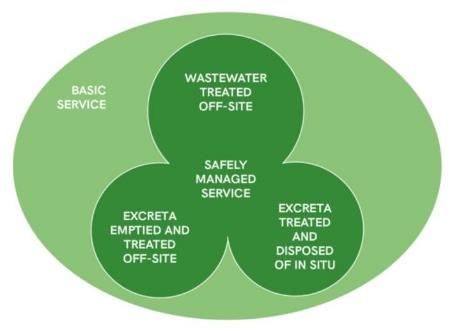 WASTEWATER
TREATED
OFF-SITE
BASIC
SERVICE
SAFELY
MANAGED
SERVICE
EXCRETA
EMPTIED AND
TREATED
OFF-SITE
EXCRETA
TREATED
AND
DISPOSED
OF IN SITU